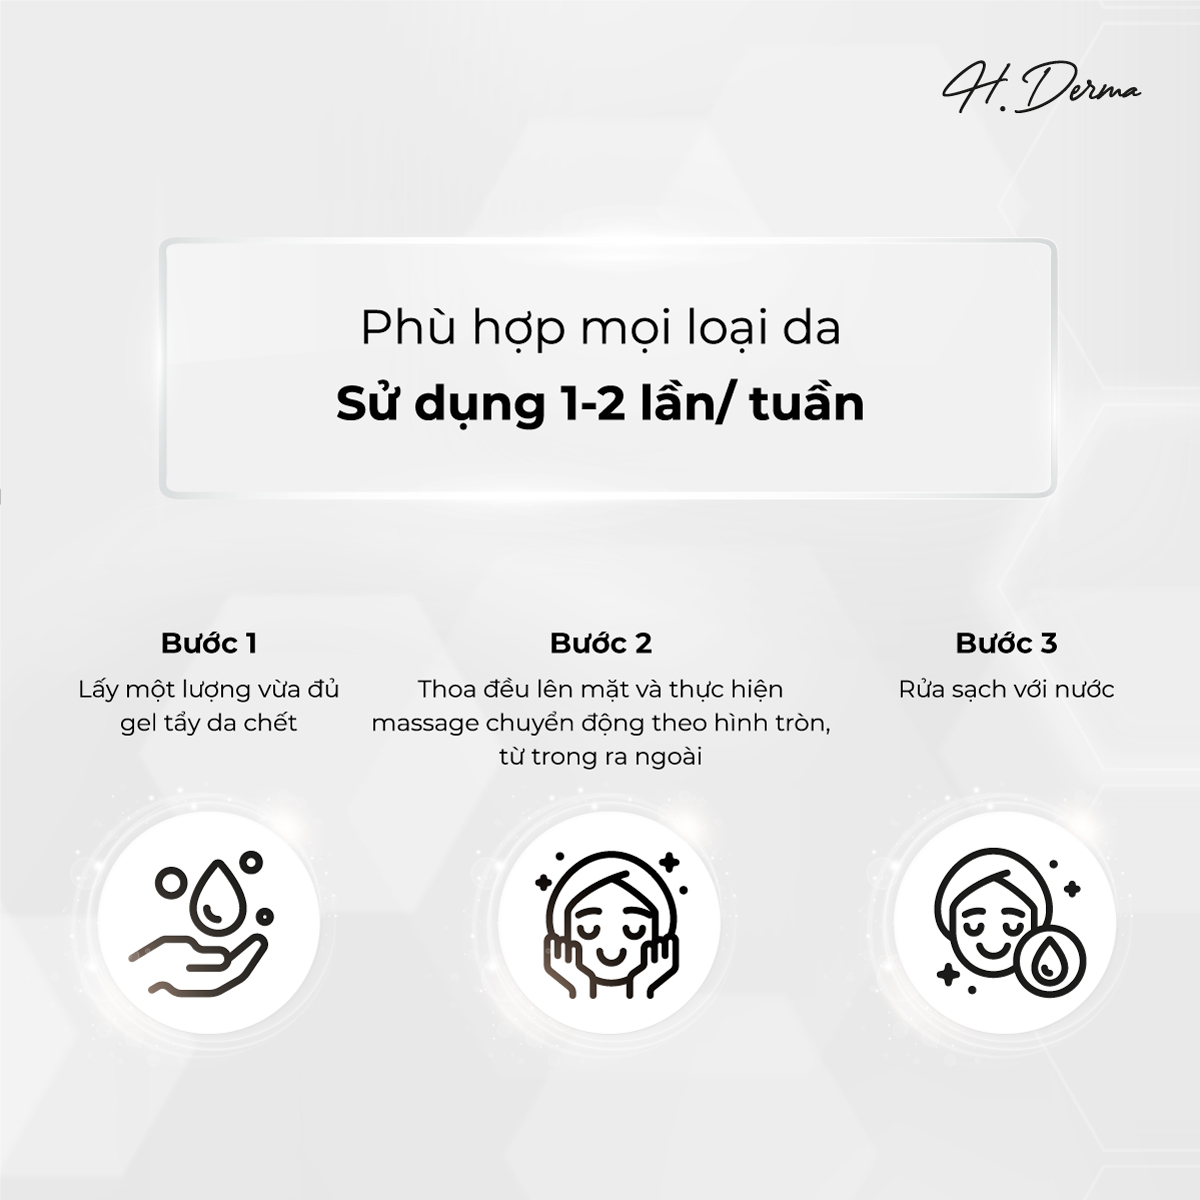 H. Derma
Phù hợp mọi loại da
Sử dụng 1-2 lần/ tuần
Bước 1
Lấy một lượng vừa đủ
gel tẩy da chết
Bước 2
Thoa đều lên mặt và thực hiện
massage chuyển động theo hình tròn,
từ trong ra ngoài
Bước 3
Rửa sạch với nước